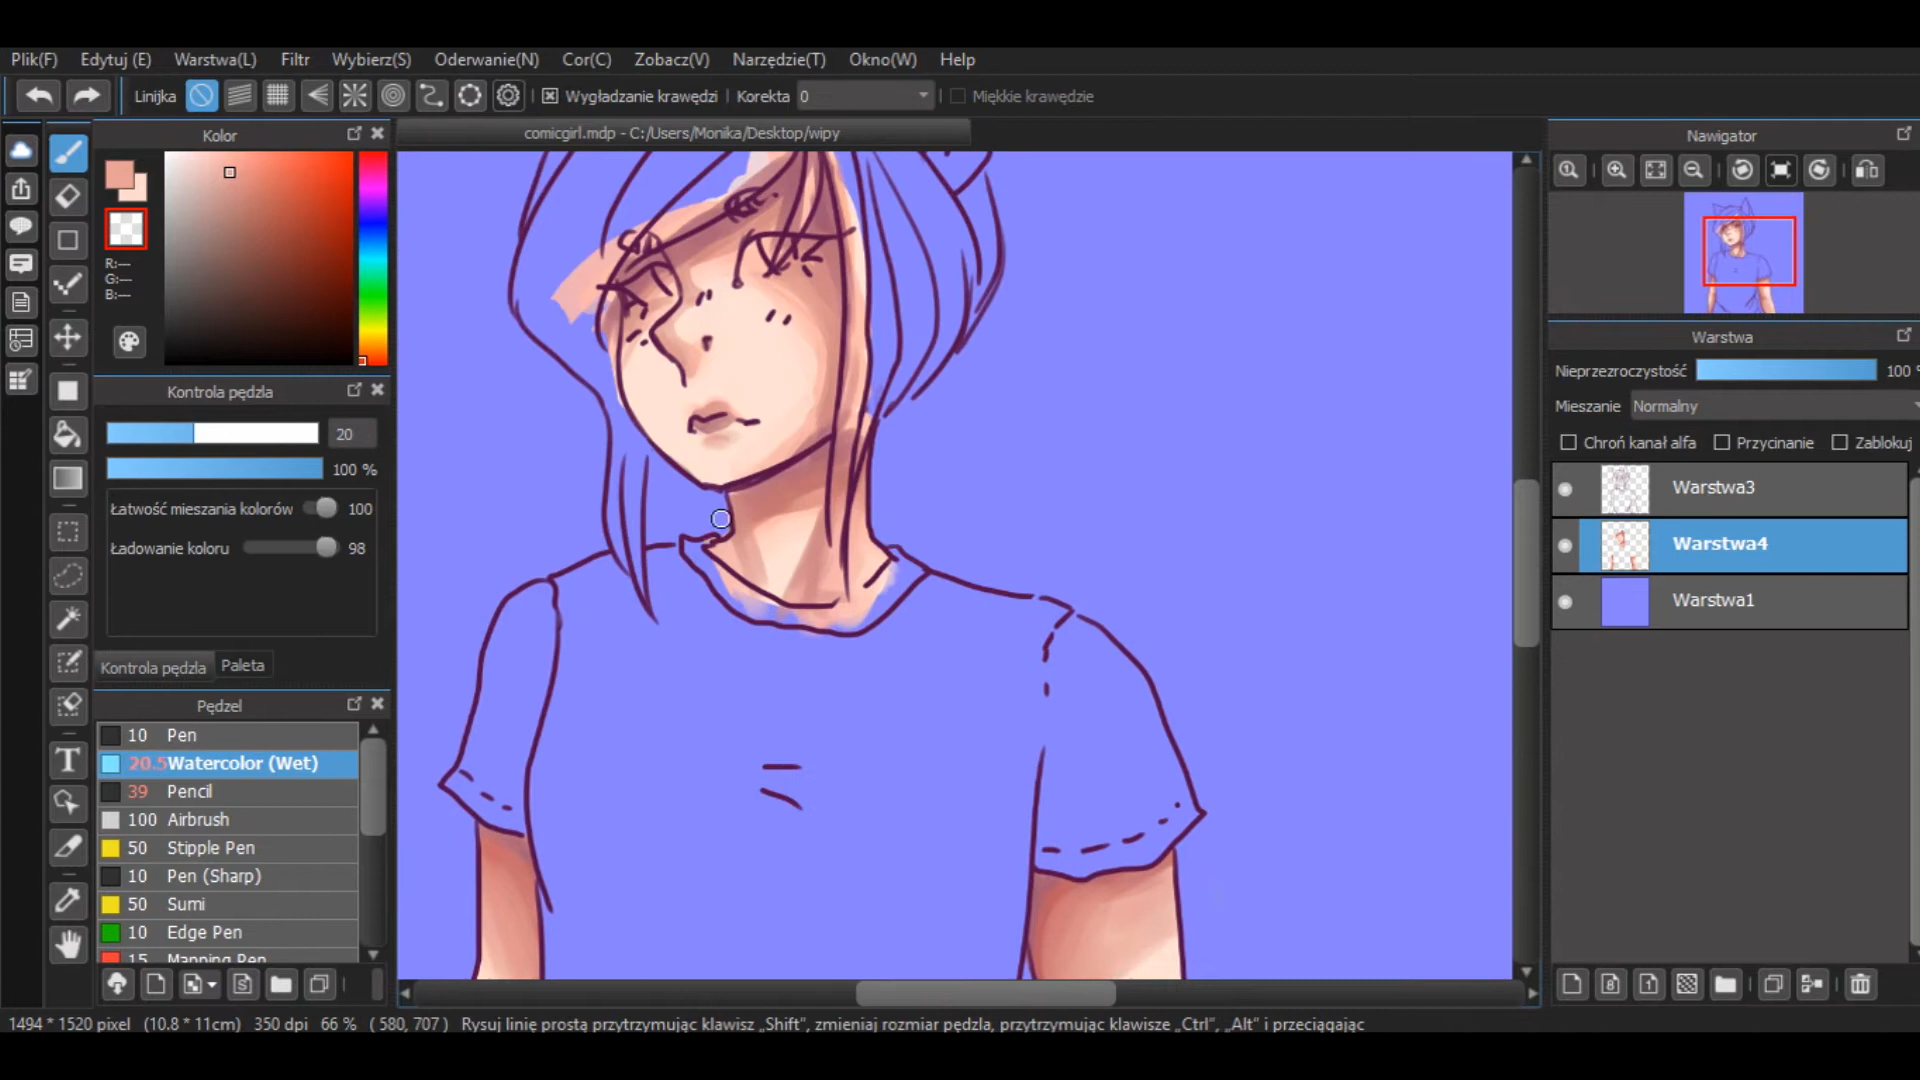 Plik(F) Edytuj (E) Warstwa(L) Filtr Wybierz(S) Oderwanie(N) Cor(C) Zobacz(V) Narzędzie(T) Okno(W) Help
Linijka Wygładzanie krawędzi Korekta 0 Miękkie krawędzie
Kolor
comicgirl.mdp - C:/Users/Monika/Desktop/wipy
Nawigator
R:---
G:---
B:---
Kontrola pędzla
20
100 %
Łatwość mieszania kolorów 100
Ładowanie koloru 98
Kontrola pędzla Paleta
Pędzel
10 Pen
20.5 Watercolor (Wet)
39 Pencil
100 Airbrush
50 Stipple Pen
10 Pen (Sharp)
50 Sumi
10 Edge Pen
15 Mapping Pen
Warstwa
Nieprzezroczystość 100 %
Mieszanie Normalny
Chroń kanał alfa Przycinanie Zablokuj
Warstwa3
Warstwa4
Warstwa1
1494 * 1520 pixel (10.8 * 11cm) 350 dpi 66 % ( 580, 707 ) Rysuj linię prostą przytrzymując klawisz „Shift”, zmieniaj rozmiar pędzla, przytrzymując klawisze „Ctrl”, „Alt” i przeciągając